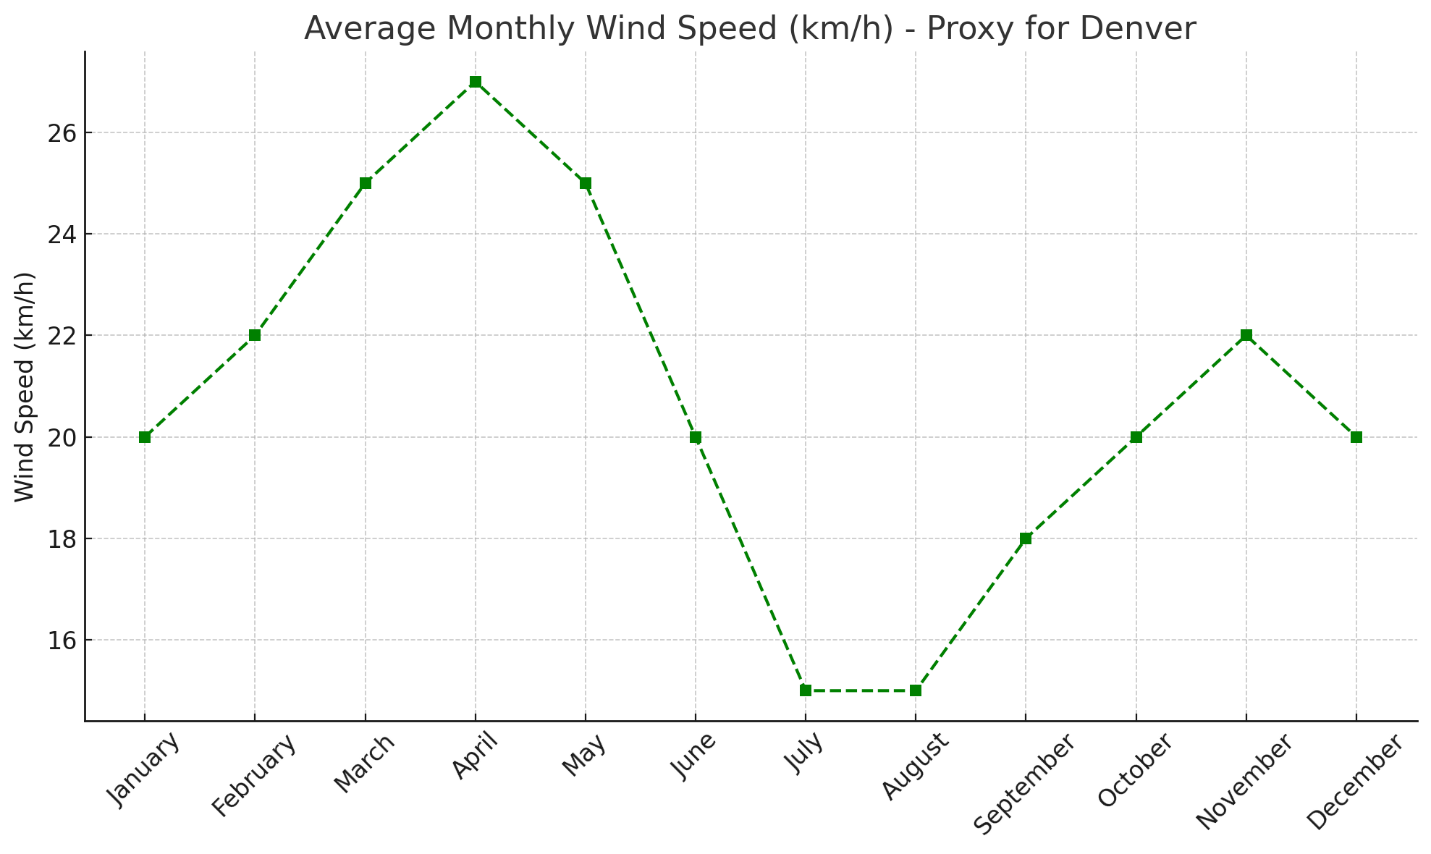 Average Monthly Wind Speed (km/h) - Proxy for Denver
Wind Speed (km/h)
26
24
22
20
18
16
January
February
March
April
May
June
July
August
September
October
November
December